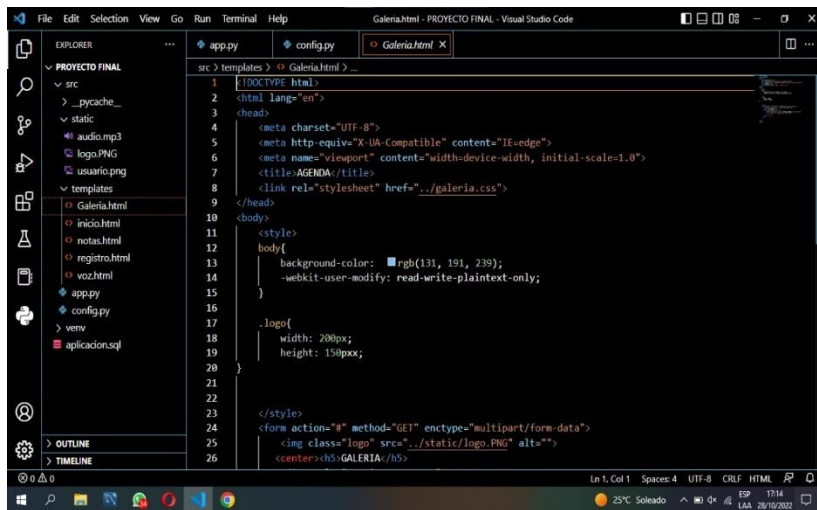 File Edit Selection View Go Run Terminal Help Galeria.html - PROYECTO FINAL - Visual Studio Code
EXPLORER
PROYECTO FINAL
src
__pycache__
static
audio.mp3
logo.PNG
usuario.png
templates
Galeria.html
inicio.html
notas.html
registro.html
voz.html
app.py
config.py
venv
aplicacion.sql
OUTLINE
TIMELINE
app.py config.py Galeria.html
src > templates > Galeria.html > ...
1 <!DOCTYPE html>
2 <html lang="en">
3 <head>
4 <meta charset="UTF-8">
5 <meta http-equiv="X-UA-Compatible" content="IE=edge">
6 <meta name="viewport" content="width=device-width, initial-scale=1.0">
7 <title>AGENDA</title>
8 <link rel="stylesheet" href="../galeria.css">
9 </head>
10 <body>
11 <style>
12 body{
13 background-color: rgb(131, 191, 239);
14 -webkit-user-modify: read-write-plaintext-only;
15 }
16
17 .logo{
18 width: 200px;
19 height: 150pxx;
20 }
21
22
23 </style>
24 <form action="#" method="GET" enctype="multipart/form-data">
25 <img class="logo" src="../static/logo.PNG" alt="">
26 <center><h5>GALERIA</h5>
0 0 Ln 1, Col 1 Spaces: 4 UTF-8 CRLF HTML
25°C Soleado ESP LAA 17:14 28/10/2022